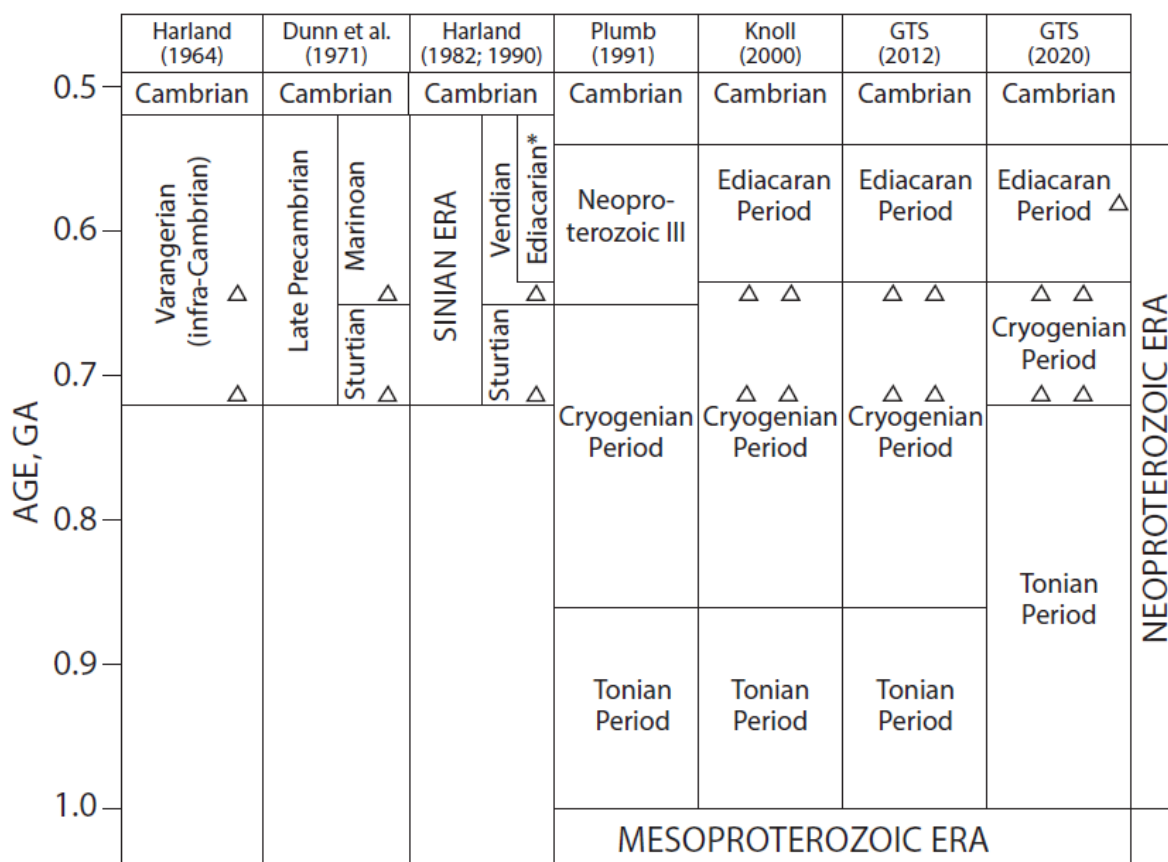 Harland
(1964)
Dunn et al.
(1971)
Harland
(1982; 1990)
Plumb
(1991)
Knoll
(2000)
GTS
(2012)
GTS
(2020)
0.5
Cambrian
Cambrian
Cambrian
Cambrian
Cambrian
Cambrian
Cambrian
Varangerian
(infra-Cambrian)
Late Precambrian
Marinoan
Sturtian
SINIAN ERA
Vendian
Ediacarian*
Sturtian
Neopro-
terozoic III
Ediacaran
Period
Ediacaran
Period
Ediacaran
Period
0.6
Cryogenian
Period
0.7
Cryogenian
Period
Cryogenian
Period
Cryogenian
Period
AGE, GA
0.8
Tonian
Period
0.9
Tonian
Period
Tonian
Period
Tonian
Period
1.0
NEOPROTEROZOIC ERA
MESOPROTEROZOIC ERA